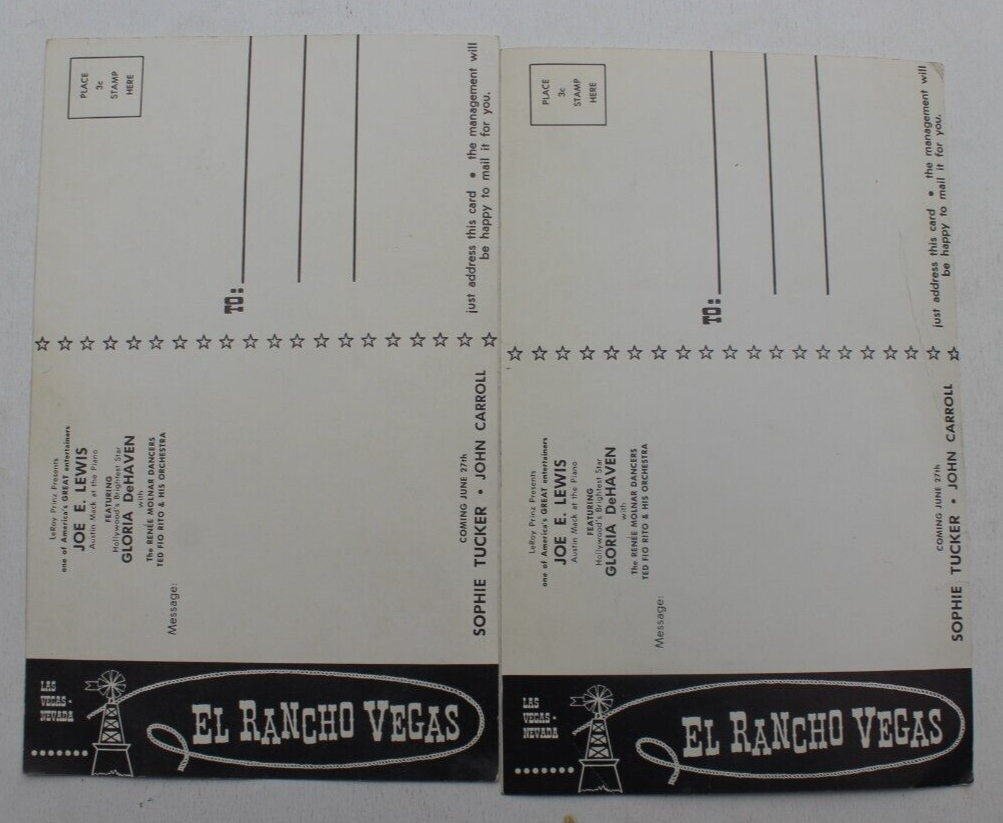 PLACE
3c
STAMP
HERE
TO:
just address this card • the management will
be happy to mail it for you.
LeRoy Prinz Presents
one of America's GREAT entertainers
JOE E. LEWIS
Austin Mack at the Piano
FEATURING
Hollywood's Brightest Star
GLORIA DeHAVEN
with
The RENÉE MOLNAR DANCERS
TED FIO RITO & HIS ORCHESTRA
Message:
COMING JUNE 27th
SOPHIE TUCKER • JOHN CARROLL
LAS
VEGAS •
NEVADA
EL RANCHO VEGAS
PLACE
3c
STAMP
HERE
TO:
just address this card • the management will
be happy to mail it for you.
LeRoy Prinz Presents
one of America's GREAT entertainers
JOE E. LEWIS
Austin Mack at the Piano
FEATURING
Hollywood's Brightest Star
GLORIA DeHAVEN
with
The RENÉE MOLNAR DANCERS
TED FIO RITO & HIS ORCHESTRA
Message:
COMING JUNE 27th
SOPHIE TUCKER • JOHN CARROLL
LAS
VEGAS •
NEVADA
EL RANCHO VEGAS